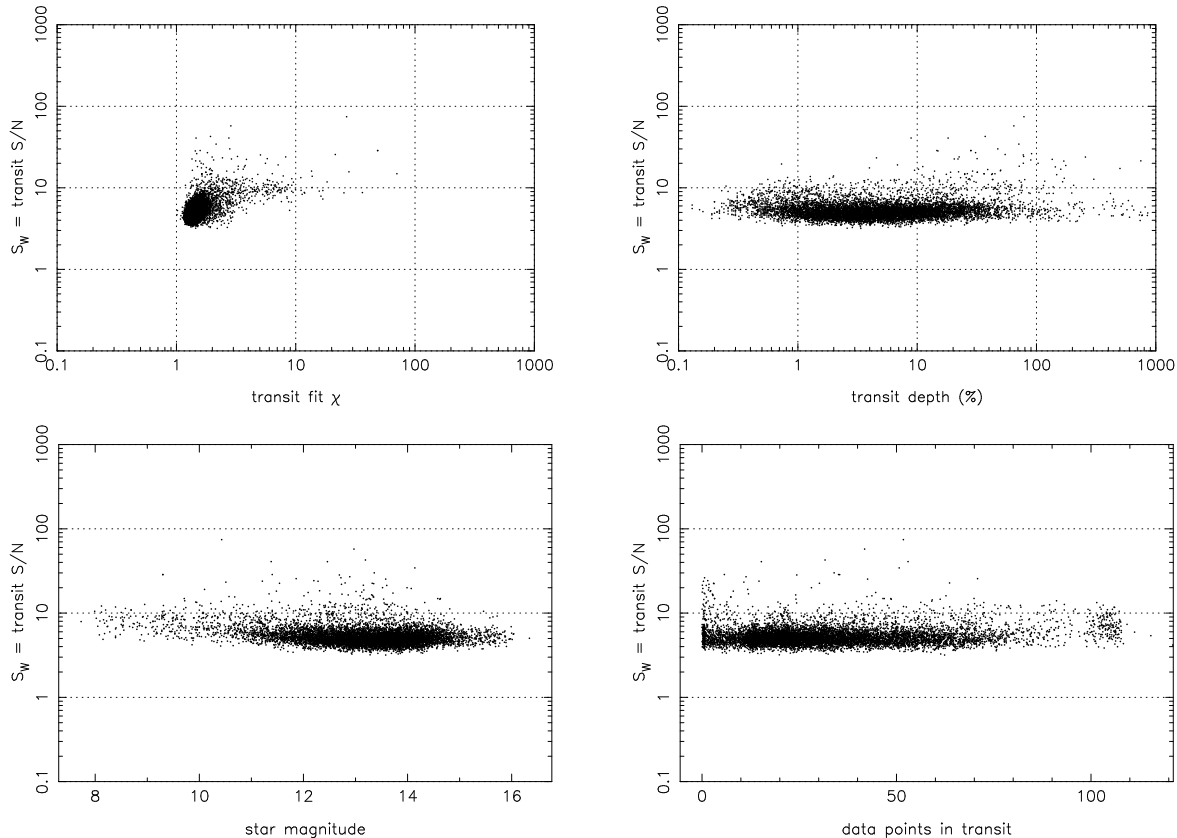 1000
100
10
1
0.1
S_W = transit S/N
0.1 1 10 100 1000
transit fit χ
1000
100
10
1
0.1
S_W = transit S/N
0.1 1 10 100 1000
transit depth (%)
1000
100
10
1
0.1
S_W = transit S/N
8 10 12 14 16
star magnitude
1000
100
10
1
0.1
S_W = transit S/N
0 50 100
data points in transit